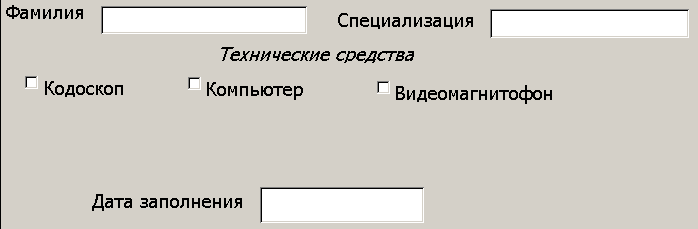 Фамилия Специализация
Технические средства
Кодоскоп Компьютер Видеомагнитофон
Дата заполнения